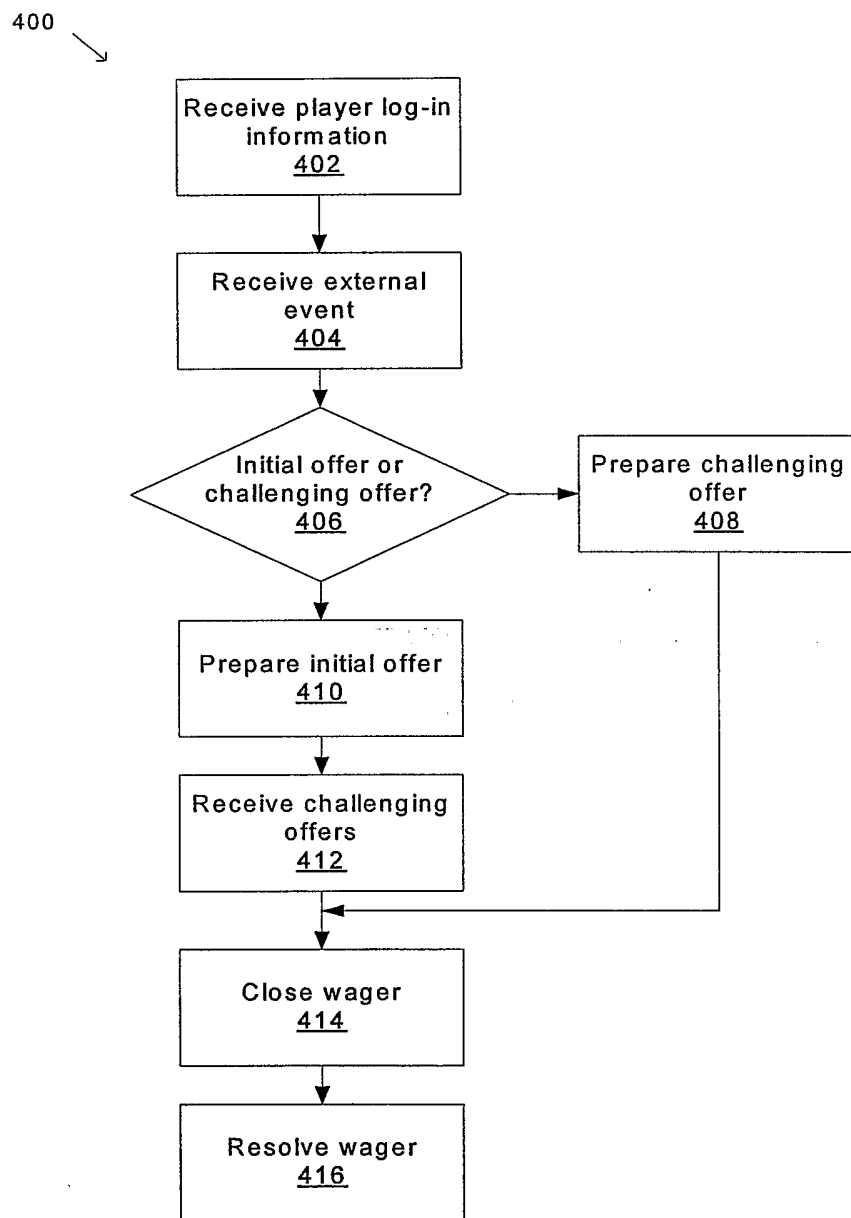 400
Receive player log-in
information
402
Receive external
event
404
Initial offer or
challenging offer?
406
Prepare challenging
offer
408
Prepare initial offer
410
Receive challenging
offers
412
Close wager
414
Resolve wager
416